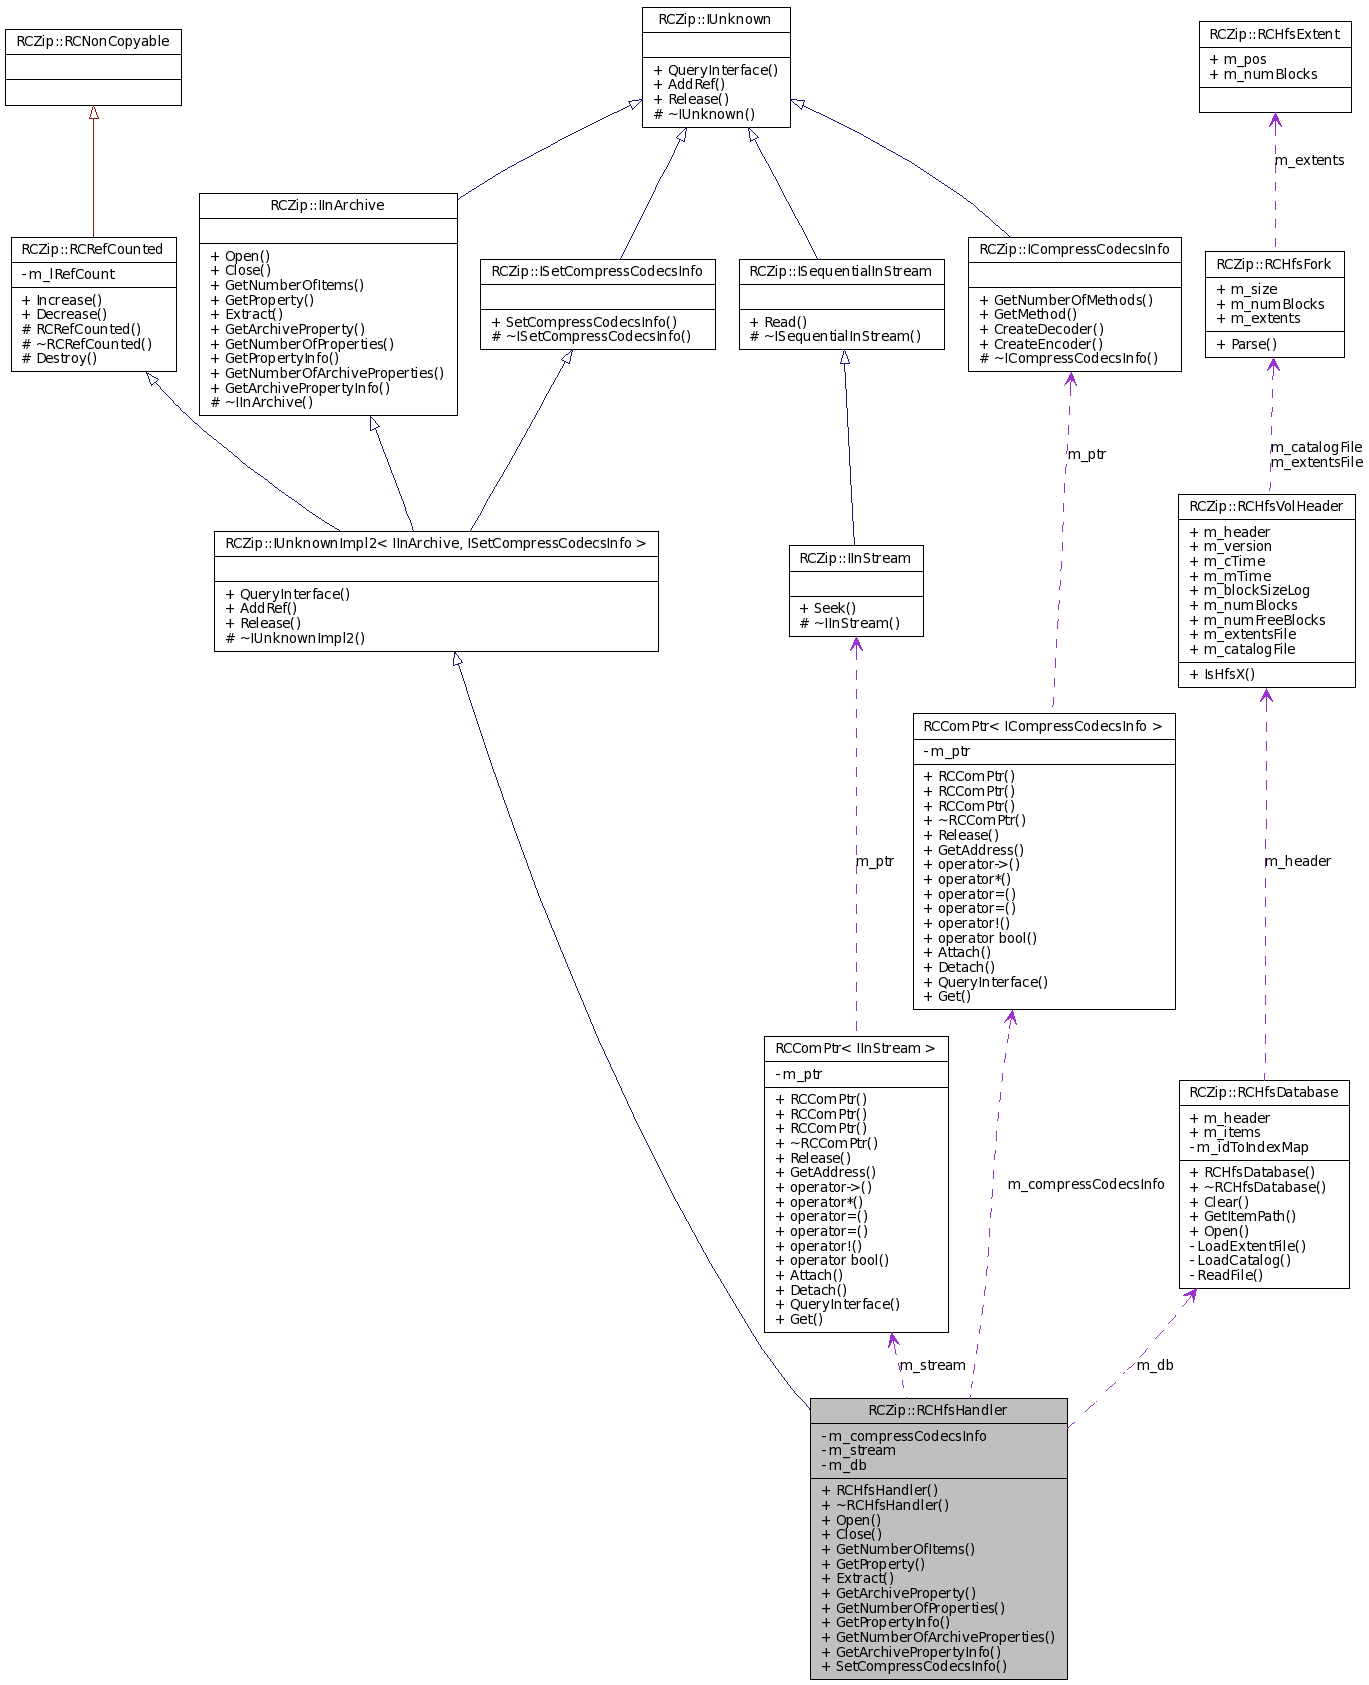 RCZip::RCNonCopyable
RCZip::IUnknown
+ QueryInterface()
+ AddRef()
+ Release()
# ~IUnknown()
RCZip::RCHfsExtent
+ m_pos
+ m_numBlocks
m_extents
RCZip::RCRefCounted
- m_lRefCount
+ Increase()
+ Decrease()
# RCRefCounted()
# ~RCRefCounted()
# Destroy()
RCZip::IInArchive
+ Open()
+ Close()
+ GetNumberOfItems()
+ GetProperty()
+ Extract()
+ GetArchiveProperty()
+ GetNumberOfProperties()
+ GetPropertyInfo()
+ GetNumberOfArchiveProperties()
+ GetArchivePropertyInfo()
# ~IInArchive()
RCZip::ISetCompressCodecsInfo
+ SetCompressCodecsInfo()
# ~ISetCompressCodecsInfo()
RCZip::ISequentialInStream
+ Read()
# ~ISequentialInStream()
RCZip::ICompressCodecsInfo
+ GetNumberOfMethods()
+ GetMethod()
+ CreateDecoder()
+ CreateEncoder()
# ~ICompressCodecsInfo()
RCZip::RCHfsFork
+ m_size
+ m_numBlocks
+ m_extents
+ Parse()
m_ptr
m_catalogFile
m_extentsFile
RCZip::IUnknownImpl2< IInArchive, ISetCompressCodecsInfo >
+ QueryInterface()
+ AddRef()
+ Release()
# ~IUnknownImpl2()
RCZip::IInStream
+ Seek()
# ~IInStream()
RCZip::RCHfsVolHeader
+ m_header
+ m_version
+ m_cTime
+ m_mTime
+ m_blockSizeLog
+ m_numBlocks
+ m_numFreeBlocks
+ m_extentsFile
+ m_catalogFile
+ IsHfsX()
m_ptr
RCComPtr< ICompressCodecsInfo >
- m_ptr
+ RCComPtr()
+ RCComPtr()
+ RCComPtr()
+ ~RCComPtr()
+ Release()
+ GetAddress()
+ operator->()
+ operator*()
+ operator=()
+ operator=()
+ operator!()
+ operator bool()
+ Attach()
+ Detach()
+ QueryInterface()
+ Get()
m_header
RCComPtr< IInStream >
- m_ptr
+ RCComPtr()
+ RCComPtr()
+ RCComPtr()
+ ~RCComPtr()
+ Release()
+ GetAddress()
+ operator->()
+ operator*()
+ operator=()
+ operator=()
+ operator!()
+ operator bool()
+ Attach()
+ Detach()
+ QueryInterface()
+ Get()
m_compressCodecsInfo
RCZip::RCHfsDatabase
+ m_header
+ m_items
- m_idToIndexMap
+ RCHfsDatabase()
+ ~RCHfsDatabase()
+ Clear()
+ GetItemPath()
+ Open()
- LoadExtentFile()
- LoadCatalog()
- ReadFile()
m_stream
m_db
RCZip::RCHfsHandler
- m_compressCodecsInfo
- m_stream
- m_db
+ RCHfsHandler()
+ ~RCHfsHandler()
+ Open()
+ Close()
+ GetNumberOfItems()
+ GetProperty()
+ Extract()
+ GetArchiveProperty()
+ GetNumberOfProperties()
+ GetPropertyInfo()
+ GetNumberOfArchiveProperties()
+ GetArchivePropertyInfo()
+ SetCompressCodecsInfo()